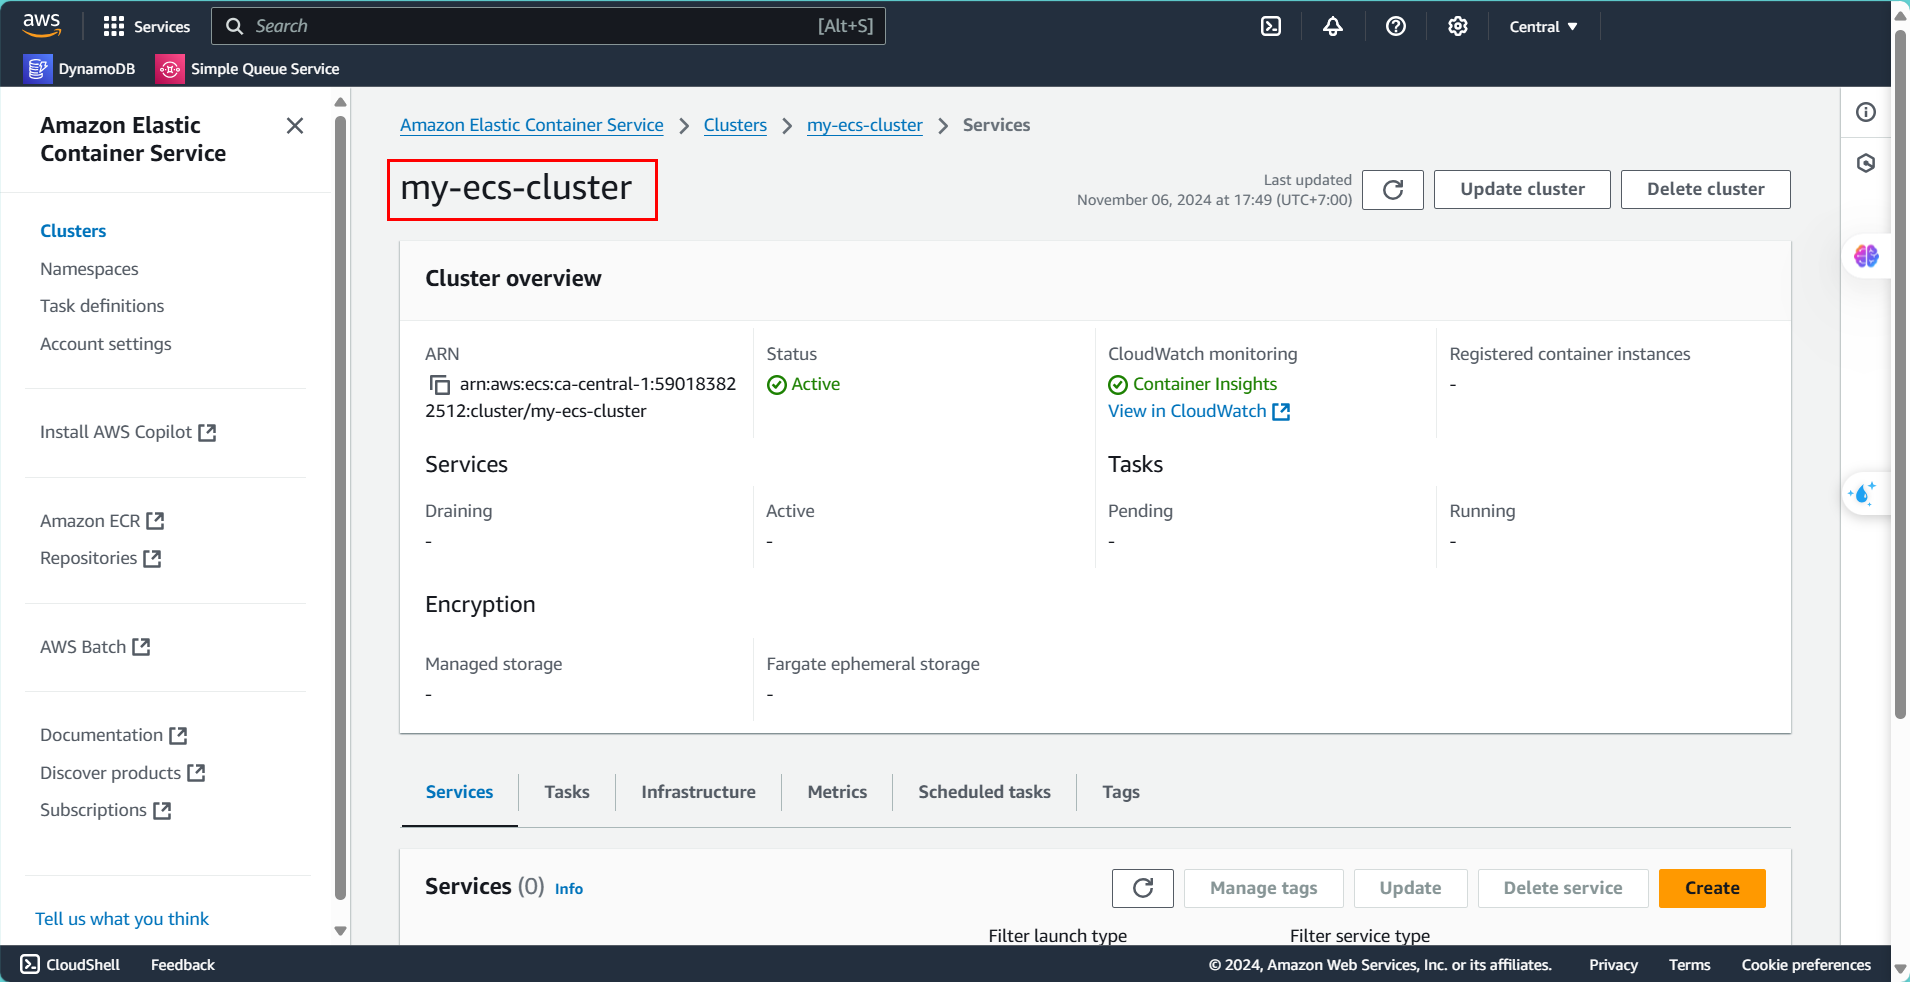 aws
Services
Search
[Alt+S]
Central
DynamoDB
Simple Queue Service
Amazon Elastic
Container Service
Clusters
Namespaces
Task definitions
Account settings
Install AWS Copilot
Amazon ECR
Repositories
AWS Batch
Documentation
Discover products
Subscriptions
Tell us what you think
Amazon Elastic Container Service > Clusters > my-ecs-cluster > Services
my-ecs-cluster
Last updated
November 06, 2024 at 17:49 (UTC+7:00)
Update cluster
Delete cluster
Cluster overview
ARN
arn:aws:ecs:ca-central-1:59018382
2512:cluster/my-ecs-cluster
Status
Active
CloudWatch monitoring
Container Insights
View in CloudWatch
Registered container instances
-
Services
Draining
-
Active
-
Tasks
Pending
-
Running
-
Encryption
Managed storage
-
Fargate ephemeral storage
-
Services
Tasks
Infrastructure
Metrics
Scheduled tasks
Tags
Services (0) Info
Manage tags
Update
Delete service
Create
Filter launch type
Filter service type
CloudShell
Feedback
© 2024, Amazon Web Services, Inc. or its affiliates.
Privacy
Terms
Cookie preferences